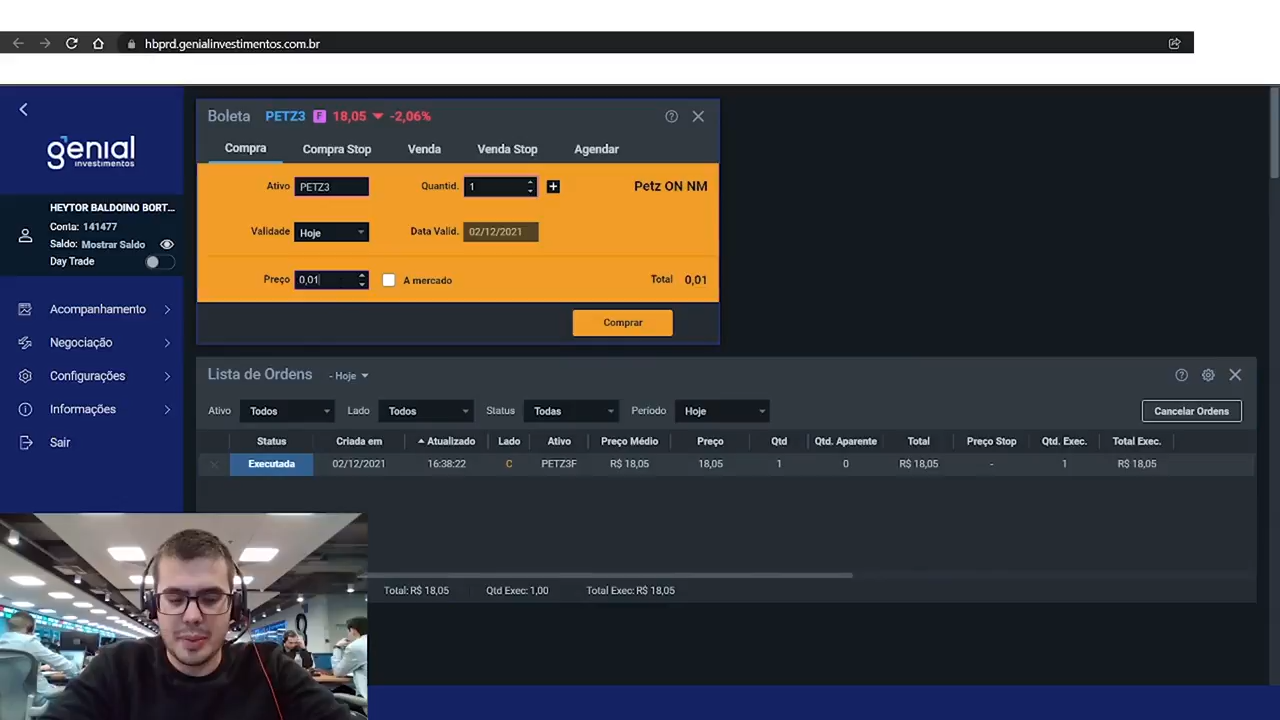 hbprd.genialinvestimentos.com.br
genial
investimentos
HEYTOR BALDOINO BORT...
Conta: 141477
Saldo: Mostrar Saldo
Day Trade
Acompanhamento
Negociação
Configurações
Informações
Sair
Boleta PETZ3 F 18,05 -2,06%
Compra Compra Stop Venda Venda Stop Agendar
Ativo PETZ3 Quantid. 1 Petz ON NM
Validade Hoje Data Valid. 02/12/2021
Preço 0,01 A mercado Total 0,01
Comprar
Lista de Ordens - Hoje
Ativo Todos Lado Todos Status Todas Período Hoje Cancelar Ordens
Status Criada em Atualizado Lado Ativo Preço Médio Preço Qtd Qtd. Aparente Total Preço Stop Qtd. Exec. Total Exec.
Executada 02/12/2021 16:38:22 C PETZ3F R$ 18,05 18,05 1 0 R$ 18,05 - 1 R$ 18,05
Total: R$ 18,05 Qtd Exec: 1,00 Total Exec: R$ 18,05